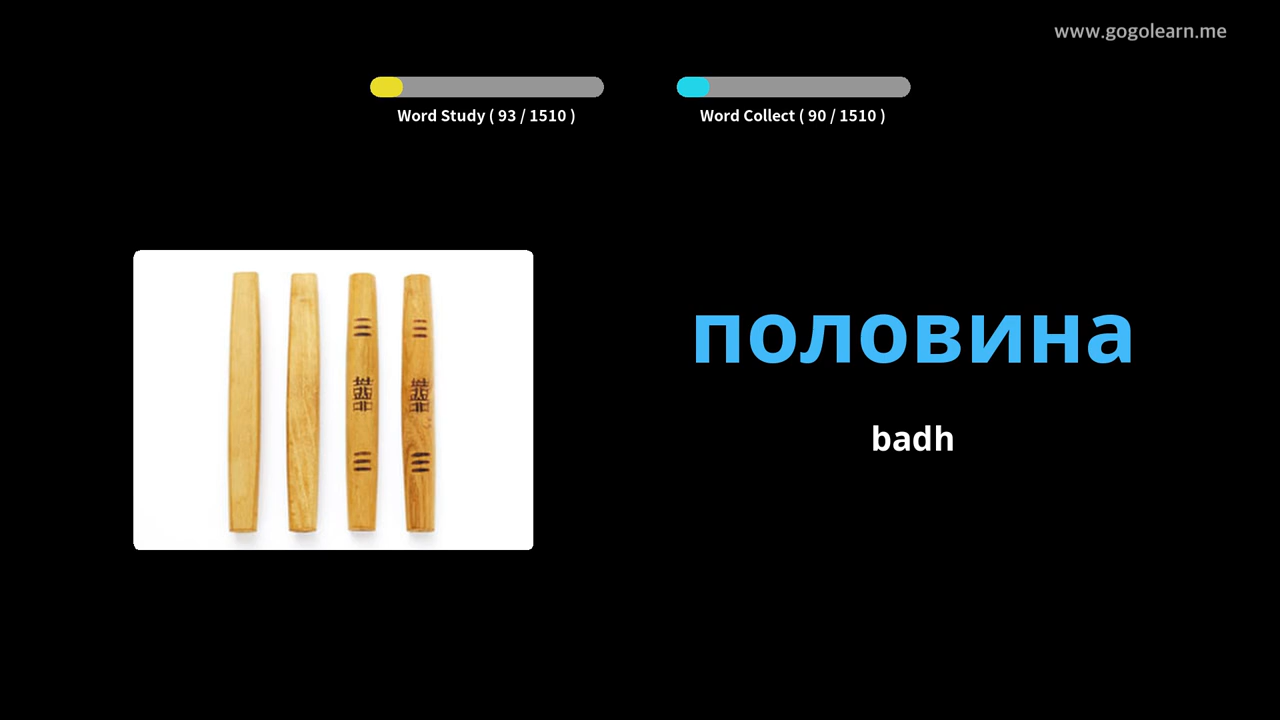 www.gogolearn.me
Word Study ( 93 / 1510 )
Word Collect ( 90 / 1510 )
половина
badh